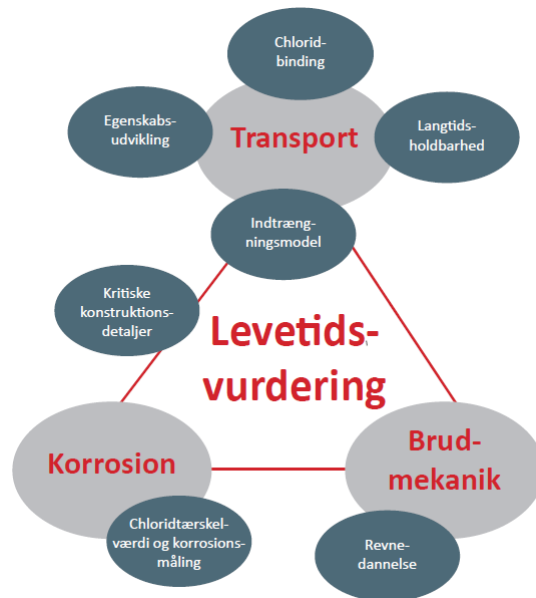 Chlorid-
binding
Egenskabs-
udvikling
Transport
Langtids-
holdbarhed
Indtræng-
ningsmodel
Kritiske
konstruktions-
detaljer
Levetids-
vurdering
Korrosion
Brud-
mekanik
Chloridtærskel-
værdi og korrosions-
måling
Revne-
dannelse